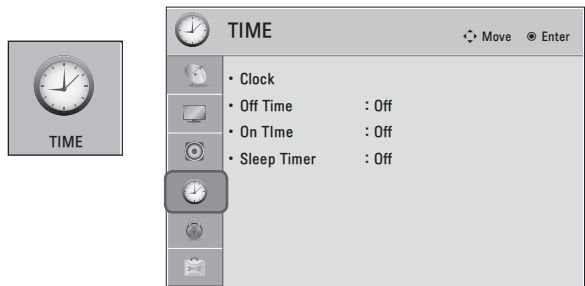 TIME
TIME
Move Enter
• Clock
• Off Time : Off
• On TIme : Off
• Sleep Timer : Off